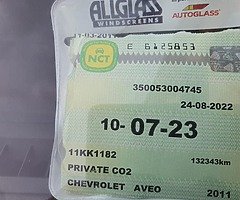 ALLGLASS
WINDSCREENS
AUTOGLASS
E 6125853
NCT
350053004745
24-08-2022
10-07-23
11KK1182
132343km
PRIVATE CO2
CHEVROLET AVEO
2011